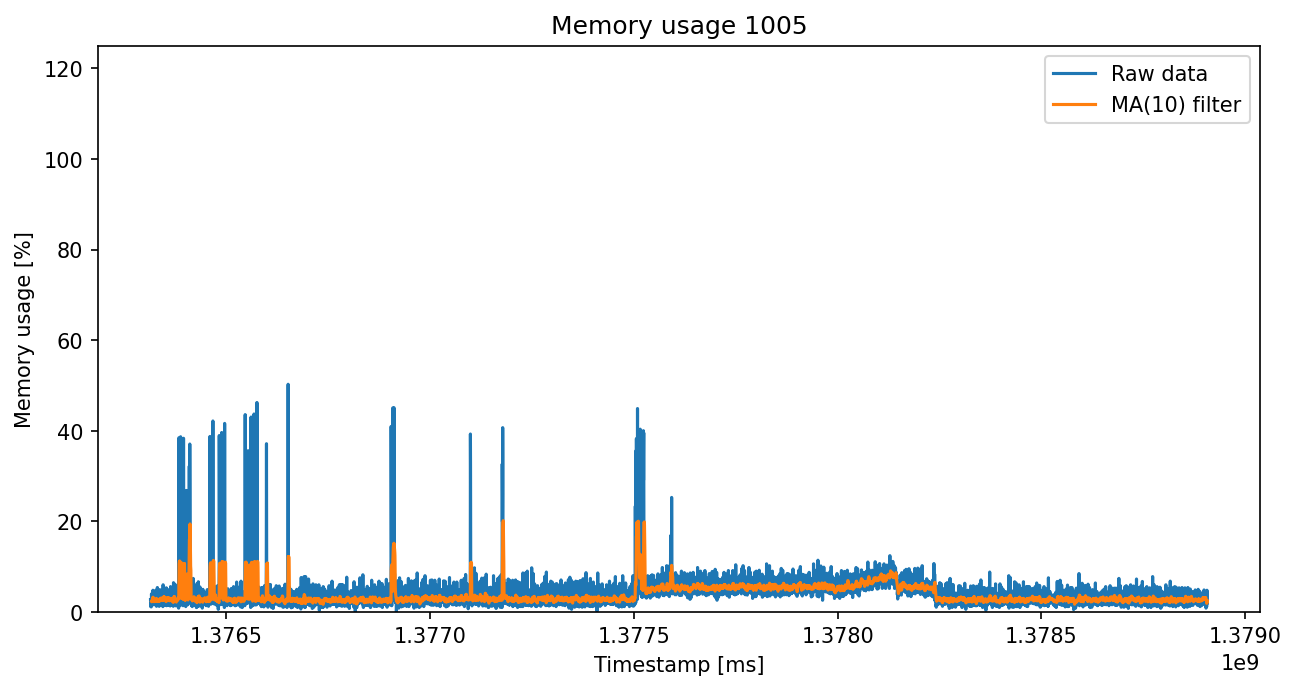 Memory usage 1005
Raw data
MA(10) filter
Memory usage [%]
120
100
80
60
40
20
0
1.3765 1.3770 1.3775 1.3780 1.3785 1.3790
Timestamp [ms]
1e9